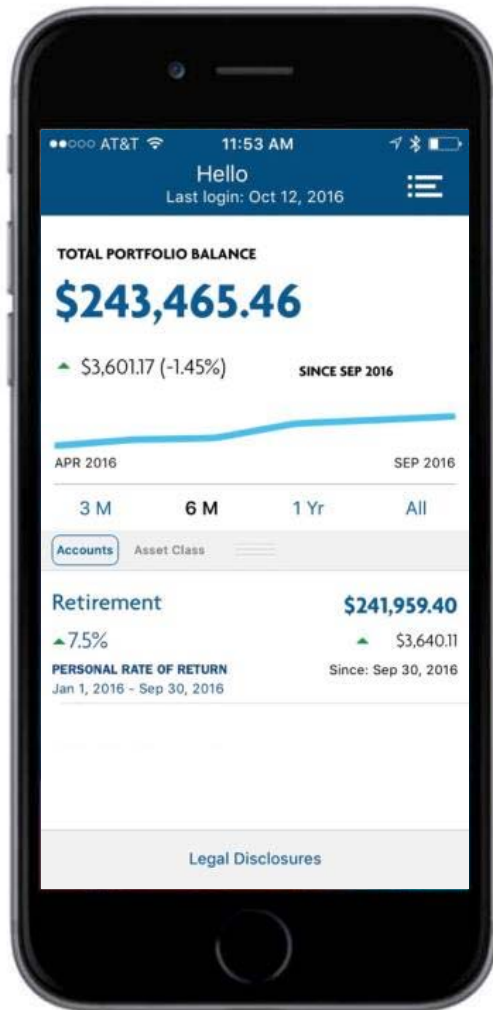 AT&T 11:53 AM
Hello
Last login: Oct 12, 2016
TOTAL PORTFOLIO BALANCE
$243,465.46
$3,601.17 (-1.45%) SINCE SEP 2016
APR 2016 SEP 2016
3 M 6 M 1 Yr All
Accounts Asset Class
Retirement $241,959.40
7.5% $3,640.11
PERSONAL RATE OF RETURN Since: Sep 30, 2016
Jan 1, 2016 - Sep 30, 2016
Legal Disclosures